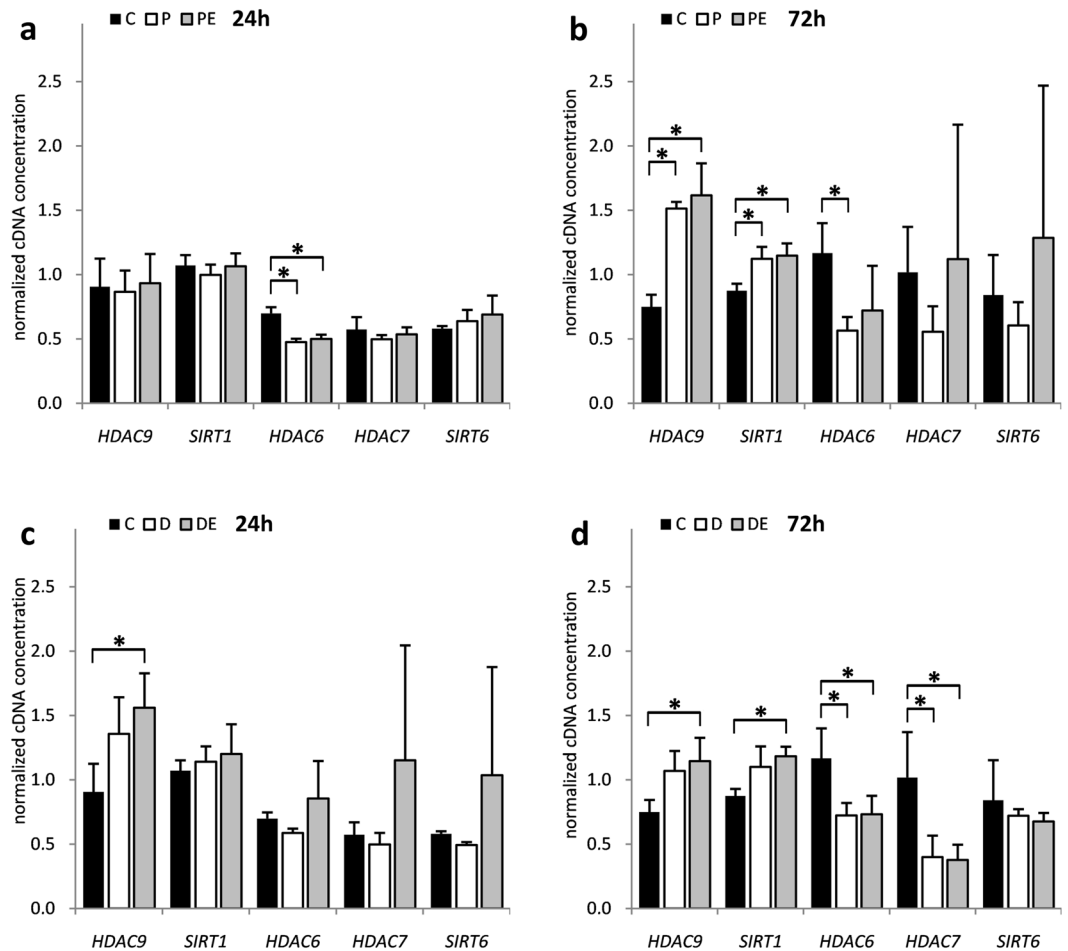 a
C P PE 24h
normalized cDNA concentration
2.5
2.0
1.5
1.0
0.5
0.0
* *
HDAC9 SIRT1 HDAC6 HDAC7 SIRT6
b
C P PE 72h
normalized cDNA concentration
2.5
2.0
1.5
1.0
0.5
0.0
* * * * *
HDAC9 SIRT1 HDAC6 HDAC7 SIRT6
c
C D DE 24h
normalized cDNA concentration
2.5
2.0
1.5
1.0
0.5
0.0
*
HDAC9 SIRT1 HDAC6 HDAC7 SIRT6
d
C D DE 72h
normalized cDNA concentration
2.5
2.0
1.5
1.0
0.5
0.0
* * * * * *
HDAC9 SIRT1 HDAC6 HDAC7 SIRT6